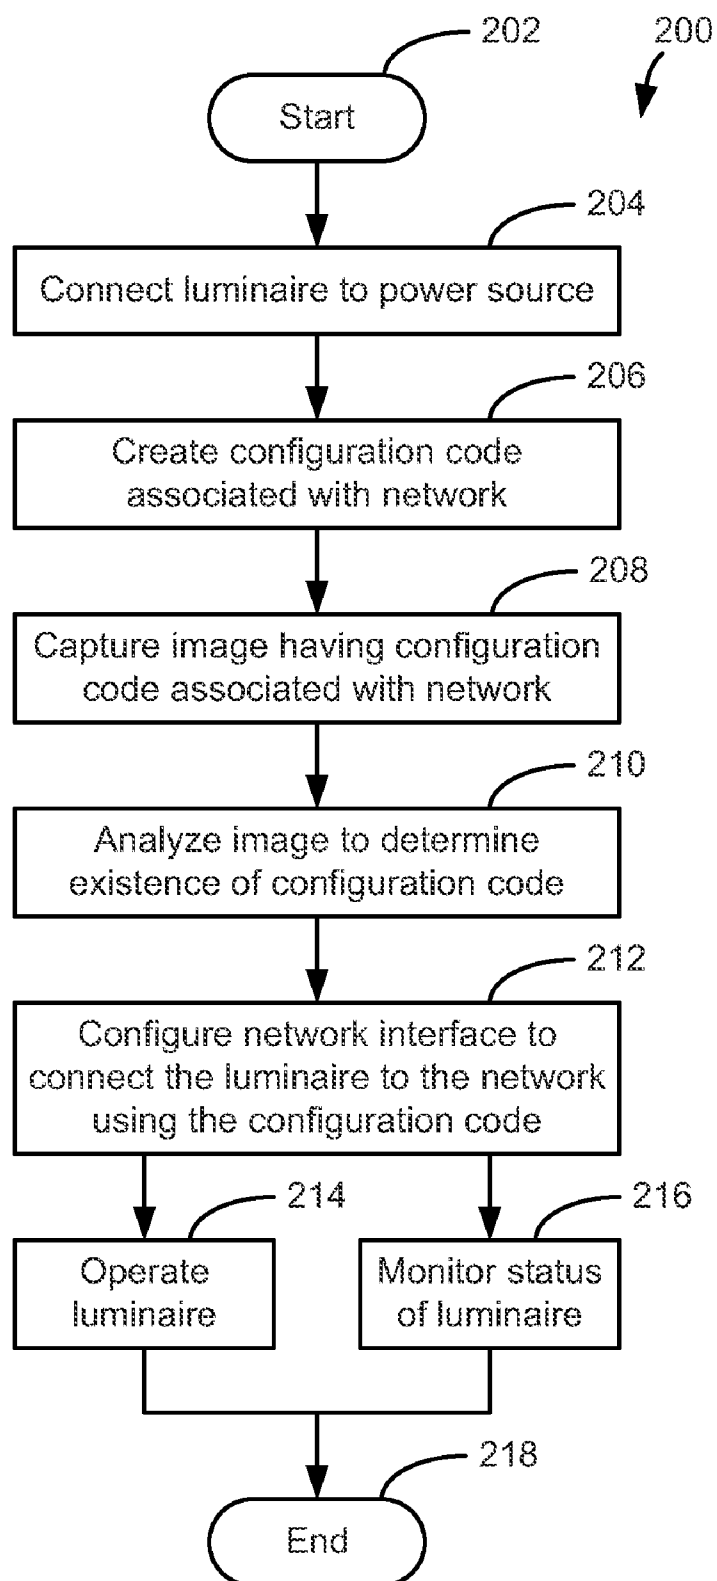 202
200
Start
204
Connect luminaire to power source
206
Create configuration code
associated with network
208
Capture image having configuration
code associated with network
210
Analyze image to determine
existence of configuration code
212
Configure network interface to
connect the luminaire to the network
using the configuration code
214
216
Operate
luminaire
Monitor status
of luminaire
218
End